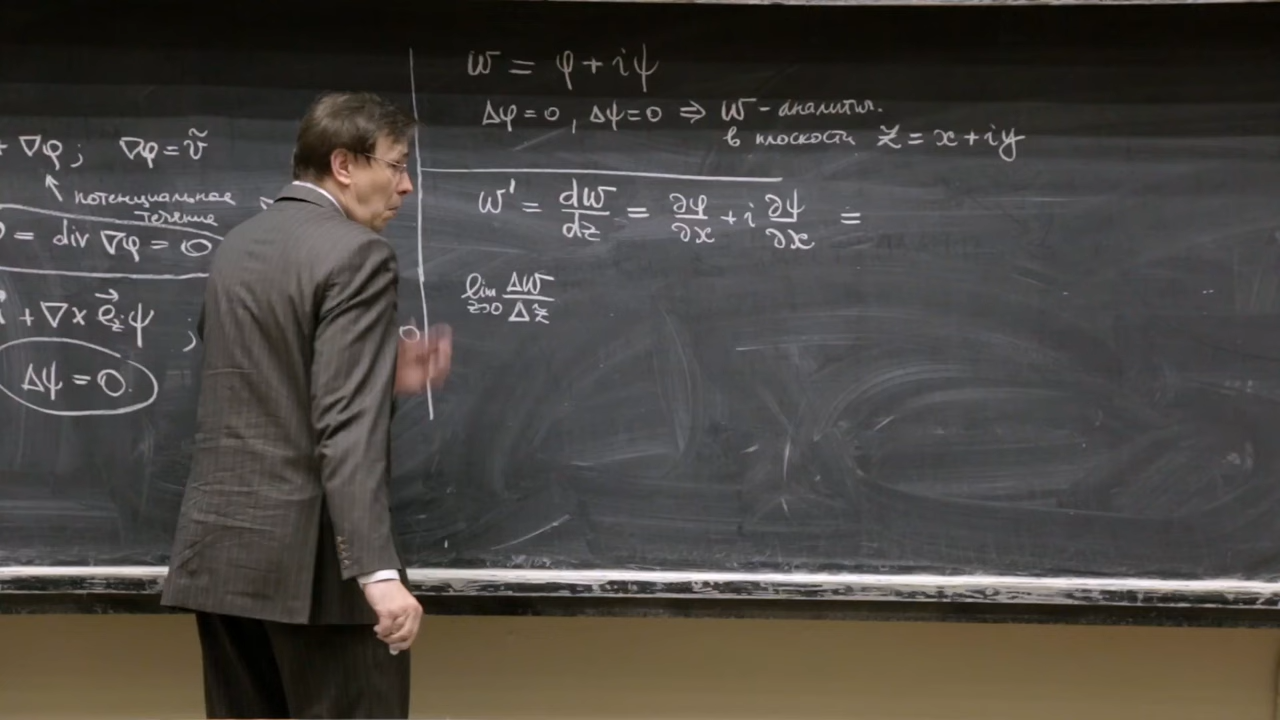 + ∇φ ; ∇φ = ṽ
потенциальное
течение
= div ∇φ = 0
+ ∇ × e⃗_z ψ ;
Δψ = 0.
w = φ + iψ
Δφ = 0 , Δψ = 0 ⇒ w - аналитич.
в плоскости z = x + iy
w' = dw/dz = ∂φ/∂x + i ∂ψ/∂x =
lim z→0 Δw/Δz